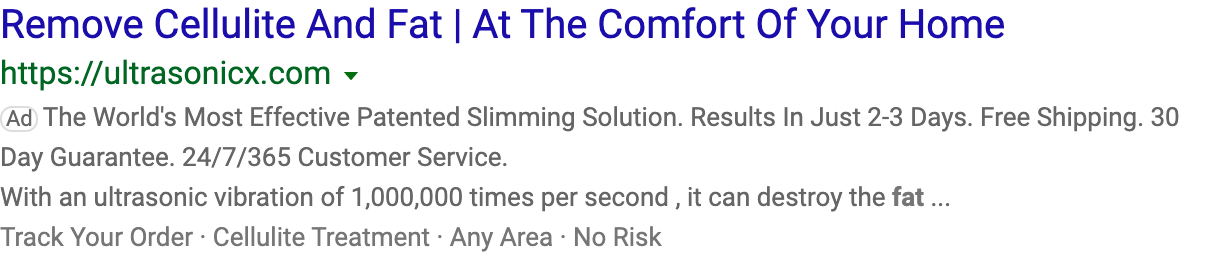 Remove Cellulite And Fat | At The Comfort Of Your Home
https://ultrasonicx.com
Ad The World's Most Effective Patented Slimming Solution. Results In Just 2-3 Days. Free Shipping. 30
Day Guarantee. 24/7/365 Customer Service.
With an ultrasonic vibration of 1,000,000 times per second , it can destroy the fat ...
Track Your Order · Cellulite Treatment · Any Area · No Risk